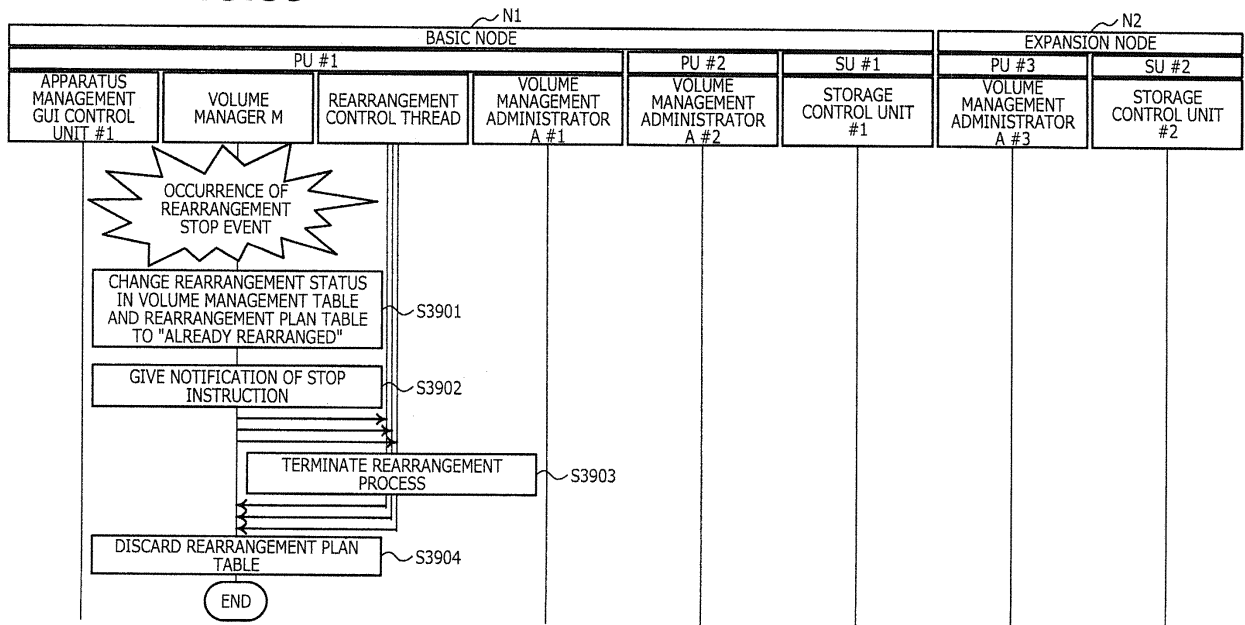 N1
N2
BASIC NODE
EXPANSION NODE
PU #1
PU #2
SU #1
PU #3
SU #2
APPARATUS
MANAGEMENT
GUI CONTROL
UNIT #1
VOLUME
MANAGER M
REARRANGEMENT
CONTROL THREAD
VOLUME
MANAGEMENT
ADMINISTRATOR
A #1
VOLUME
MANAGEMENT
ADMINISTRATOR
A #2
STORAGE
CONTROL UNIT
#1
VOLUME
MANAGEMENT
ADMINISTRATOR
A #3
STORAGE
CONTROL UNIT
#2
OCCURRENCE OF
REARRANGEMENT
STOP EVENT
CHANGE REARRANGEMENT STATUS
IN VOLUME MANAGEMENT TABLE
AND REARRANGEMENT PLAN TABLE
TO "ALREADY REARRANGED"
S3901
GIVE NOTIFICATION OF STOP
INSTRUCTION
S3902
TERMINATE REARRANGEMENT
PROCESS
S3903
DISCARD REARRANGEMENT PLAN
TABLE
S3904
END